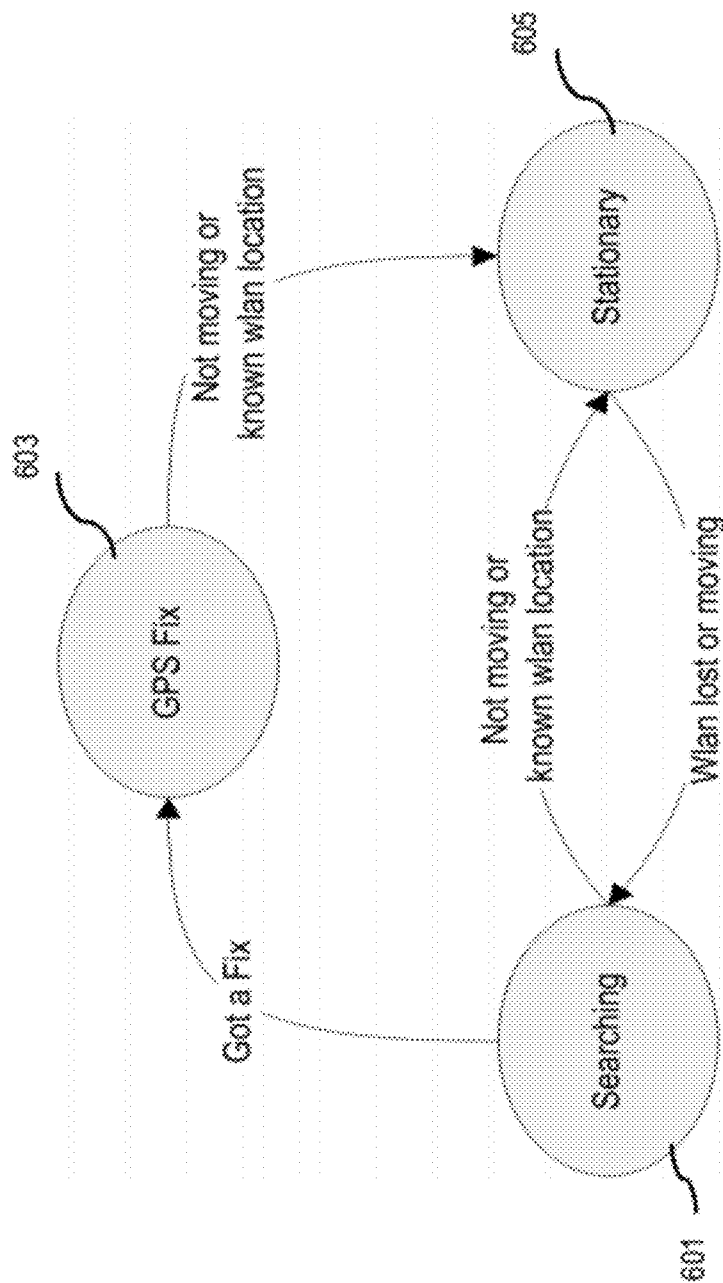 603
GPS Fix
Got a Fix
Not moving or
known wlan location
605
Searching
Not moving or
known wlan location
Stationary
Wlan lost or moving
601